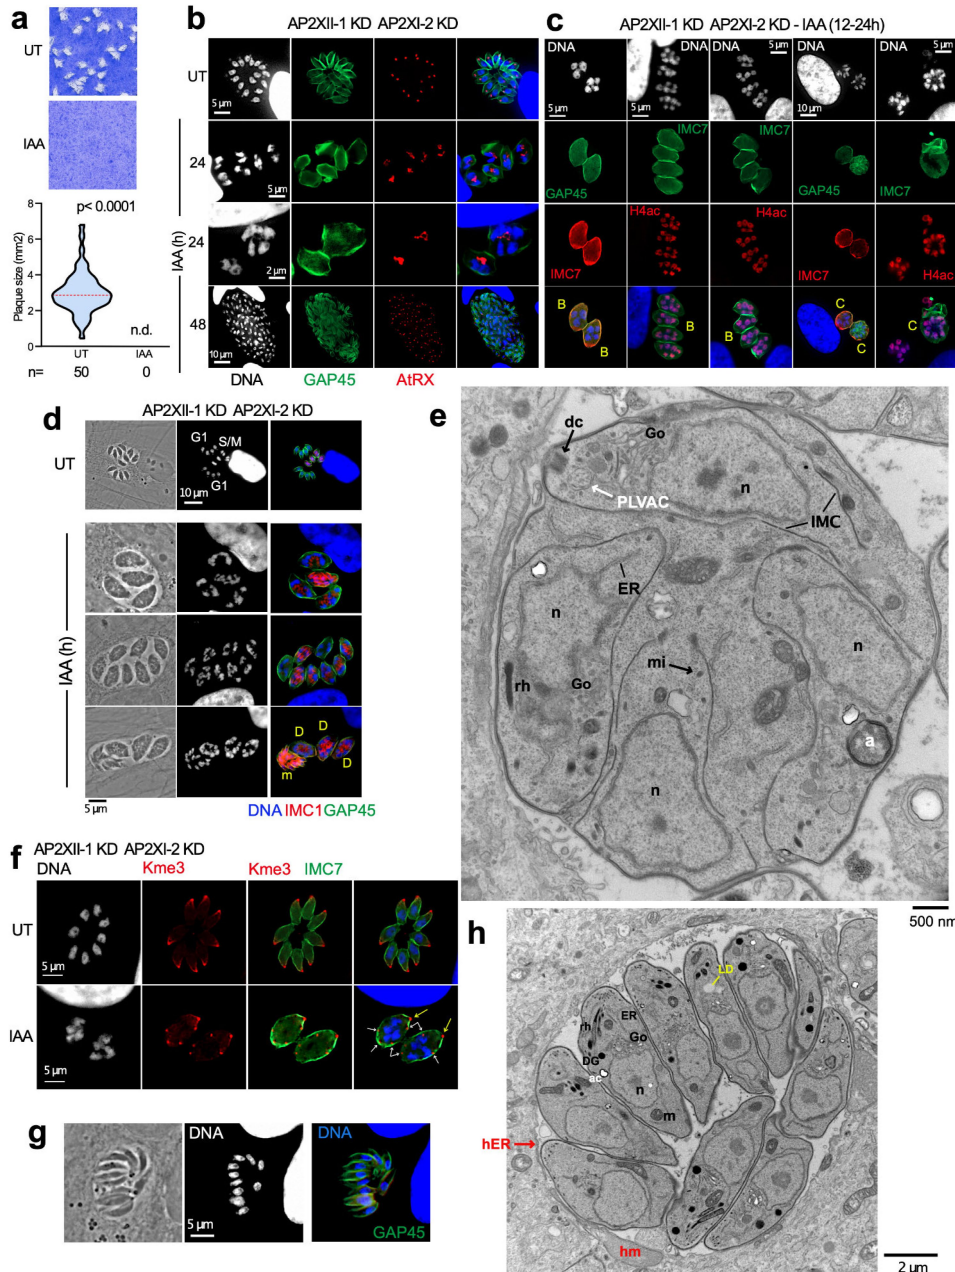 a
UT
IAA
p< 0.0001
Plaque size (mm2)
8
6
4
2
0
n.d.
UT
IAA
n=
50
0
b
AP2XII-1 KD AP2XI-2 KD
UT
5 µm
IAA (h)
24
5 µm
24
2 µm
48
10 µm
DNA
GAP45
AtRX
c
AP2XII-1 KD AP2XI-2 KD - IAA (12-24h)
DNA
DNA
DNA
DNA
DNA
5 µm
5 µm
5 µm
10 µm
5 µm
GAP45
IMC7
IMC7
GAP45
IMC7
IMC7
H4ac
H4ac
IMC7
H4ac
B
B
B
B
C
C
C
d
AP2XII-1 KD AP2XI-2 KD
UT
G1
S/M
G1
10 µm
IAA (h)
D
D
D
m
5 µm
DNA IMC1 GAP45
e
dc
Go
PLVAC
n
IMC
ER
n
n
mi
rh
Go
a
n
500 nm
f
AP2XII-1 KD AP2XI-2 KD
DNA
Kme3
Kme3 IMC7
UT
5 µm
IAA
5 µm
g
DNA
DNA
5 µm
GAP45
h
LD
rh
ER
Go
DG
ac
n
m
hER
hm
2 µm